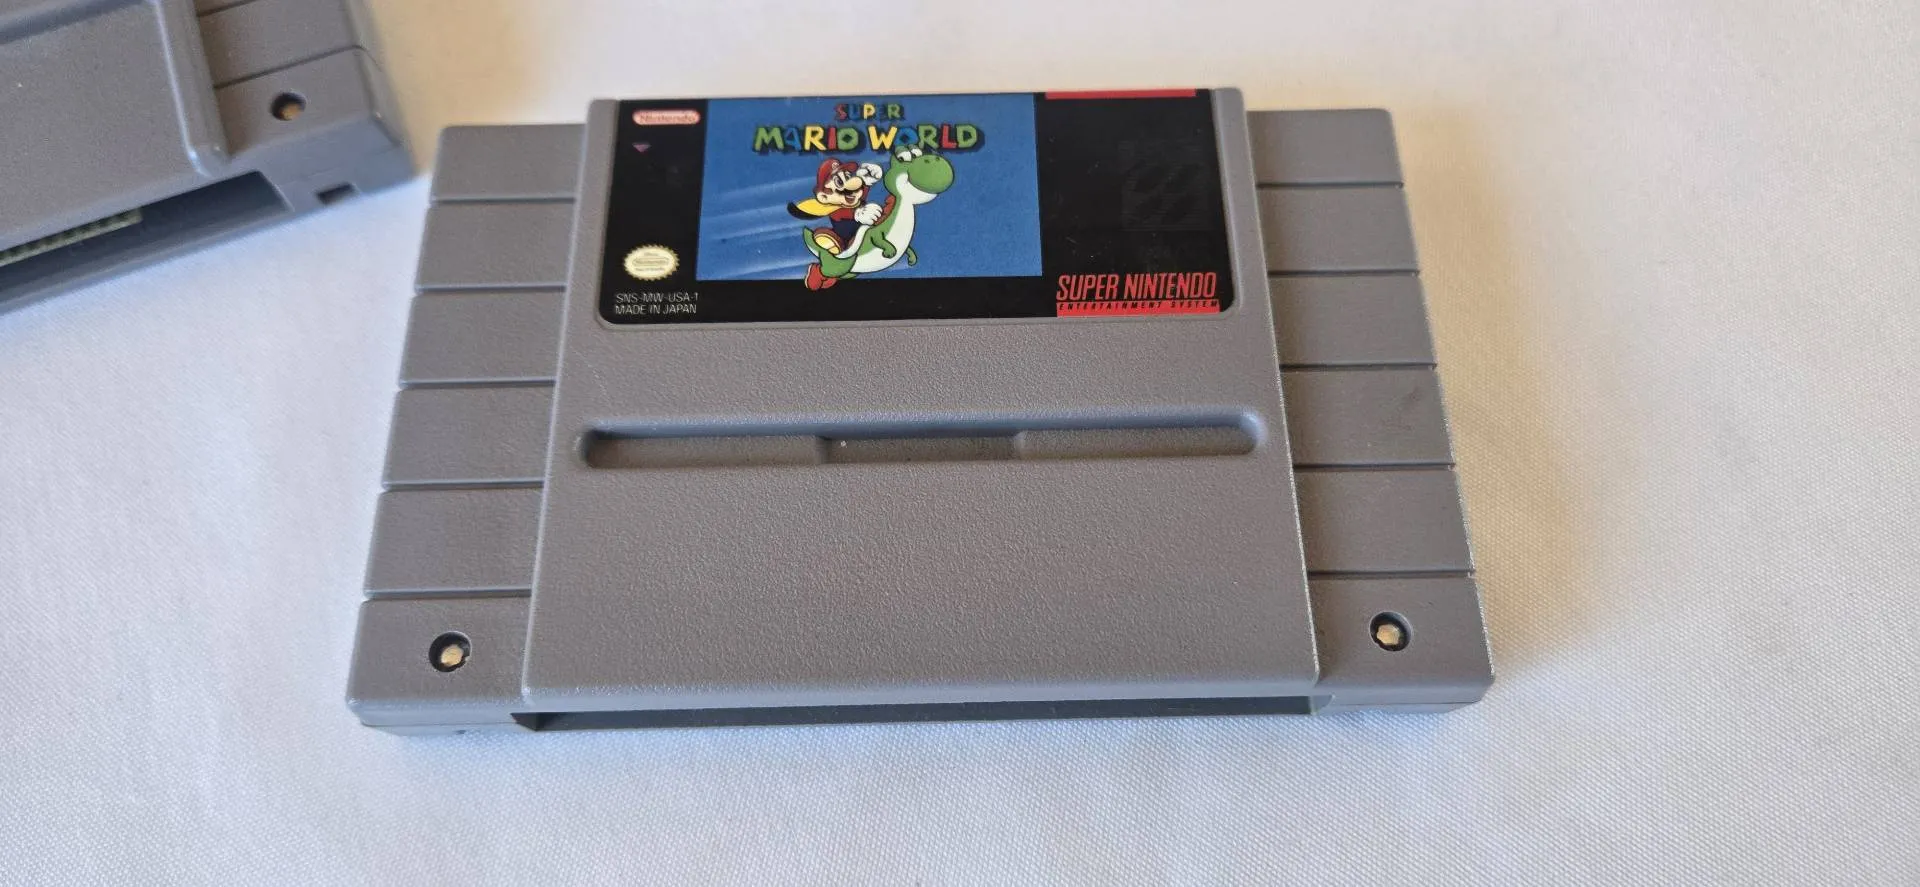 Nintendo
SUPER
MARIO WORLD
SNS-MW-USA-1
MADE IN JAPAN
SUPER NINTENDO
ENTERTAINMENT SYSTEM